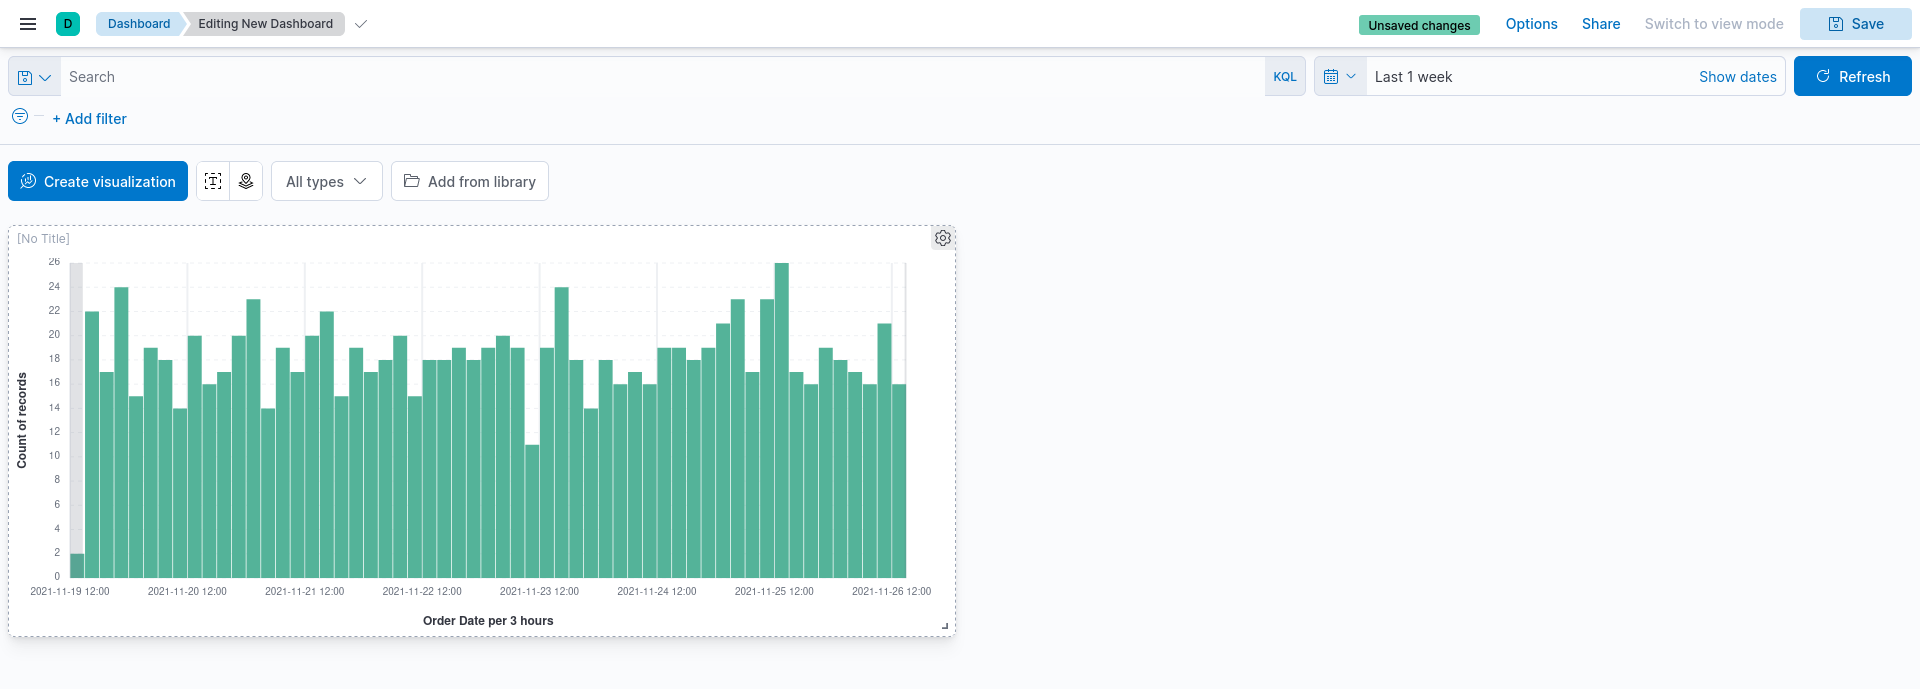 D Dashboard Editing New Dashboard Unsaved changes Options Share Switch to view mode Save
Search KQL Last 1 week Show dates Refresh
+ Add filter
Create visualization All types Add from library
[No Title]
26
24
22
20
18
16
14
12
10
8
6
4
2
0
Count of records
2021-11-19 12:00 2021-11-20 12:00 2021-11-21 12:00 2021-11-22 12:00 2021-11-23 12:00 2021-11-24 12:00 2021-11-25 12:00 2021-11-26 12:00
Order Date per 3 hours